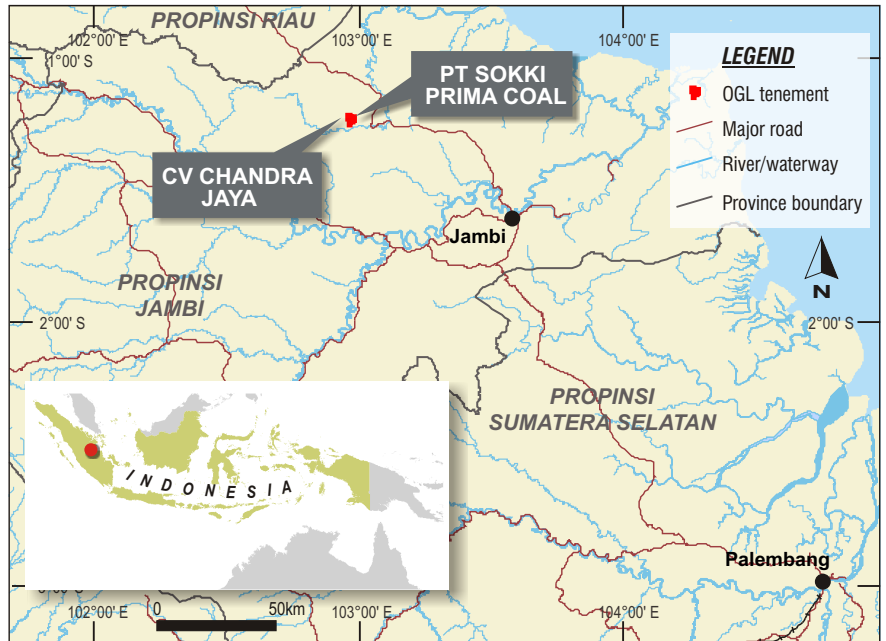 102°00' E
103°00' E
104°00' E
PROPINSI RIAU
1°00' S
PT SOKKI
PRIMA COAL
CV CHANDRA
JAYA
LEGEND
OGL tenement
Major road
River/waterway
Province boundary
Jambi
N
PROPINSI
JAMBI
2°00' S
2°00' S
PROPINSI
SUMATERA SELATAN
INDONESIA
Palembang
102°00' E
103°00' E
104°00' E
0
50km